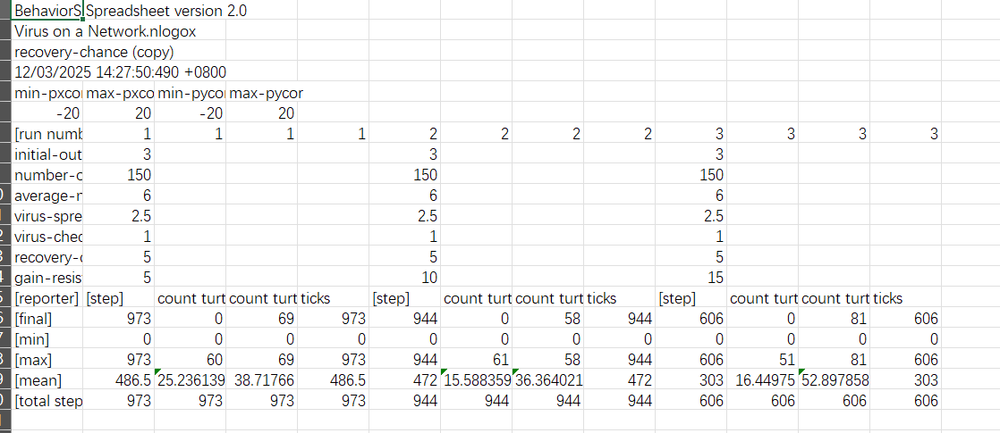 BehaviorS Spreadsheet version 2.0
Virus on a Network.nlogox
recovery-chance (copy)
12/03/2025 14:27:50:490 +0800
min-pxco max-pxco min-pyco max-pycor
-20 20 -20 20
[run numb 1 1 1 1 2 2 2 2 3 3 3 3
initial-out 3 3 3
number-o 150 150 150
average-n 6 6 6
virus-spre 2.5 2.5 2.5
virus-chec 1 1 1
recovery-c 5 5 5
gain-resis 5 10 15
[reporter] [step] count turt count turt ticks [step] count turt count turt ticks [step] count turt count turt ticks
[final] 973 0 69 973 944 0 58 944 606 0 81 606
[min] 0 0 0 0 0 0 0 0 0 0 0 0
[max] 973 60 69 973 944 61 58 944 606 51 81 606
[mean] 486.5 25.236139 38.71766 486.5 472 15.588359 36.364021 472 303 16.44975 52.897858 303
[total step 973 973 973 973 944 944 944 944 606 606 606 606